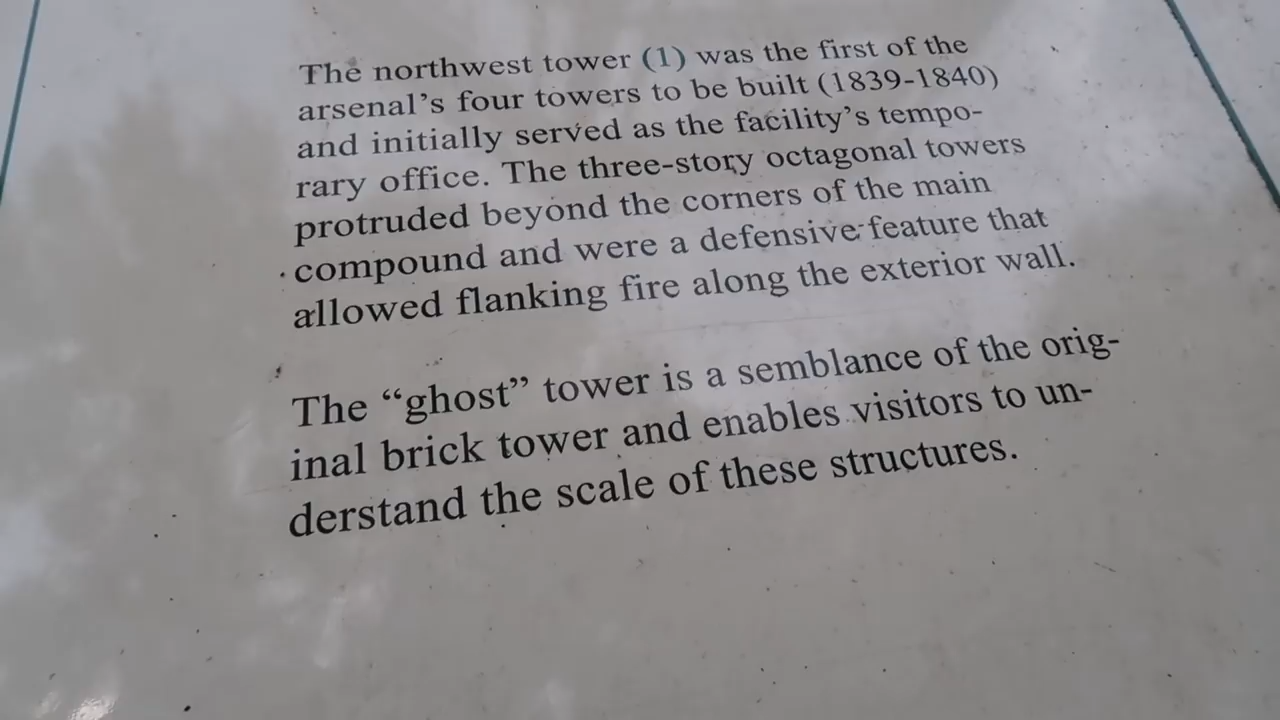 The northwest tower (1) was the first of the
arsenal's four towers to be built (1839-1840)
and initially served as the facility's tempo-
rary office. The three-story octagonal towers
protruded beyond the corners of the main
compound and were a defensive feature that
allowed flanking fire along the exterior wall.
The “ghost” tower is a semblance of the orig-
inal brick tower and enables visitors to un-
derstand the scale of these structures.